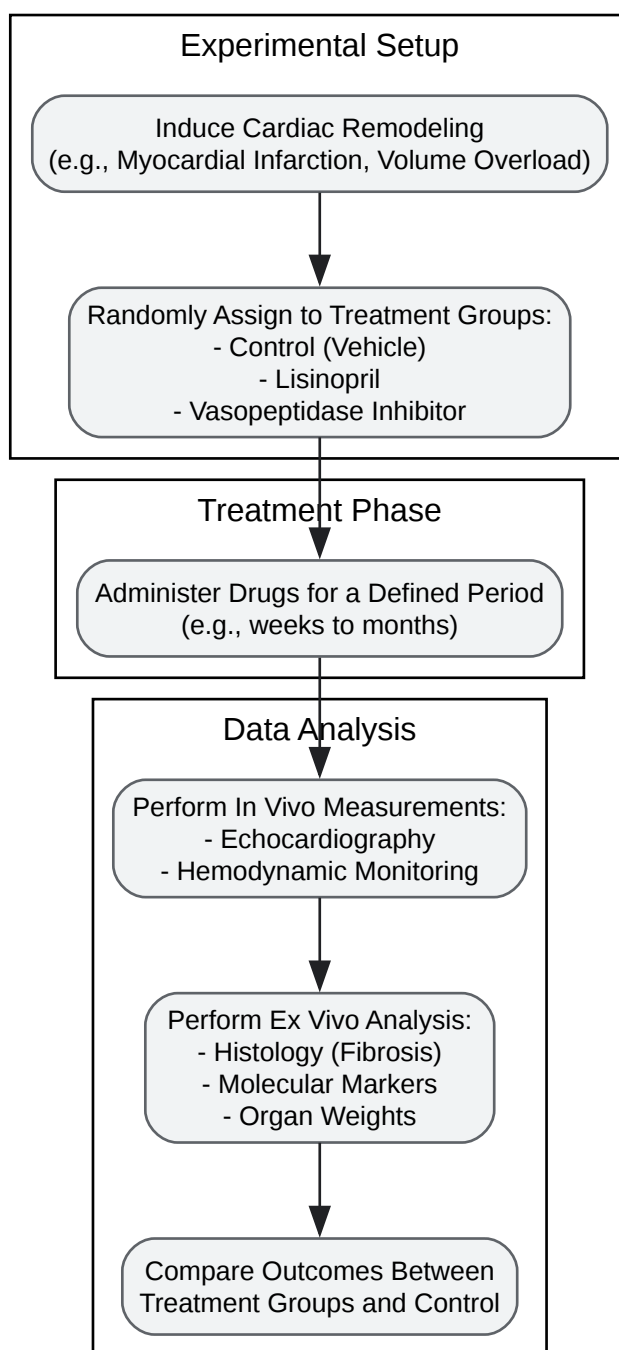 Experimental Setup
Induce Cardiac Remodeling
(e.g., Myocardial Infarction, Volume Overload)
Randomly Assign to Treatment Groups:
- Control (Vehicle)
- Lisinopril
- Vasopeptidase Inhibitor
Treatment Phase
Administer Drugs for a Defined Period
(e.g., weeks to months)
Data Analysis
Perform In Vivo Measurements:
- Echocardiography
- Hemodynamic Monitoring
Perform Ex Vivo Analysis:
- Histology (Fibrosis)
- Molecular Markers
- Organ Weights
Compare Outcomes Between
Treatment Groups and Control